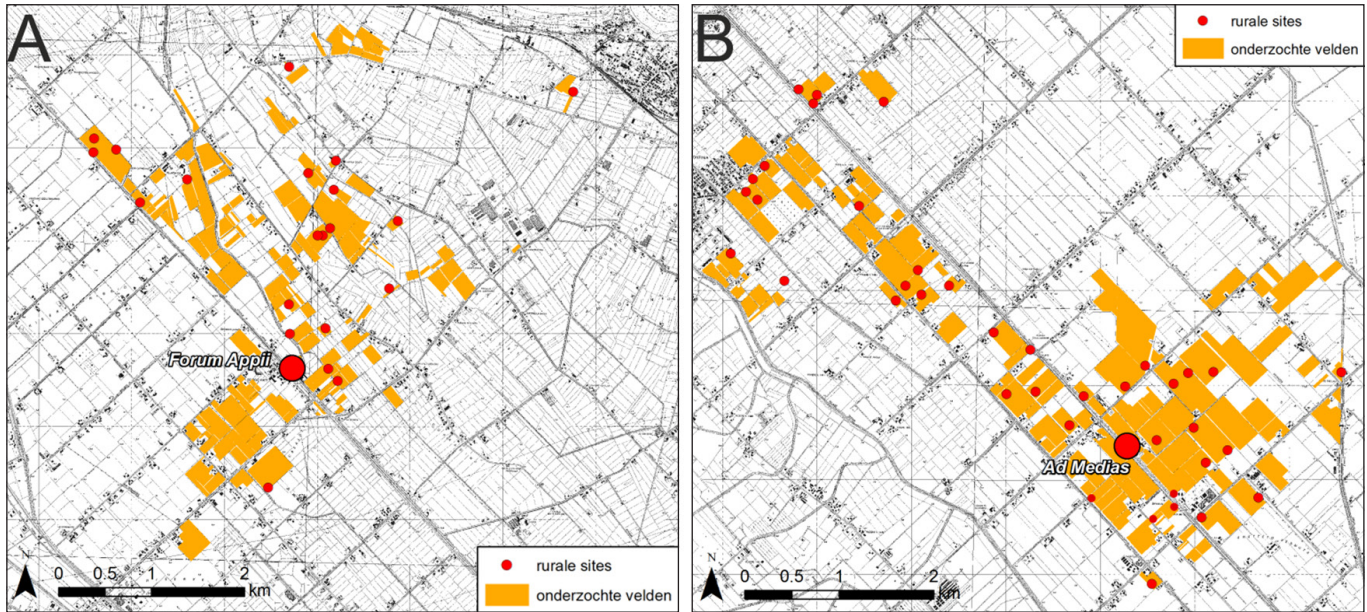 A
Forum Appii
N
0 0.5 1 2
km
rurale sites
onderzochte velden
B
rurale sites
onderzochte velden
Ad Medias
N
0 0.5 1 2
km